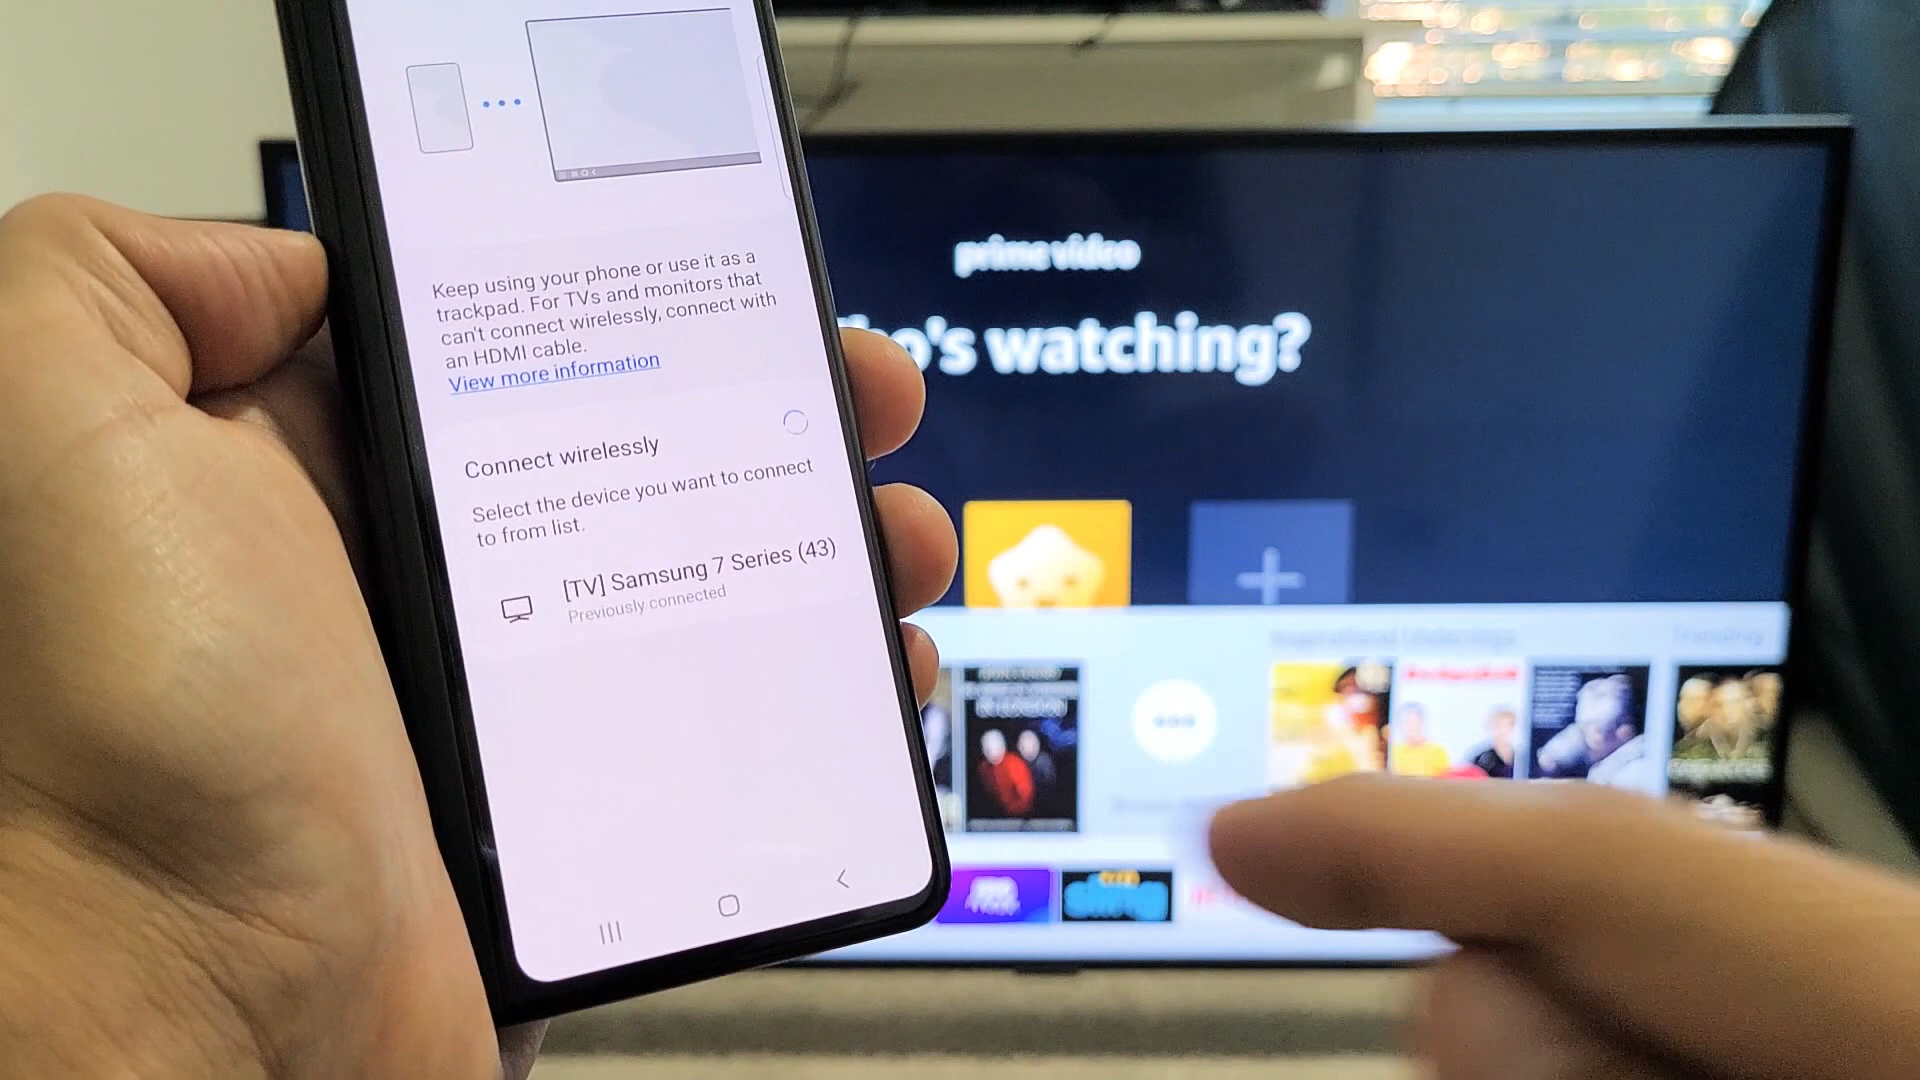 Keep using your phone or use it as a
trackpad. For TVs and monitors that
can't connect wirelessly, connect with
an HDMI cable.
View more information
Connect wirelessly
Select the device you want to connect
to from list.
[TV] Samsung 7 Series (43)
Previously connected
prime video
o's watching?
sling